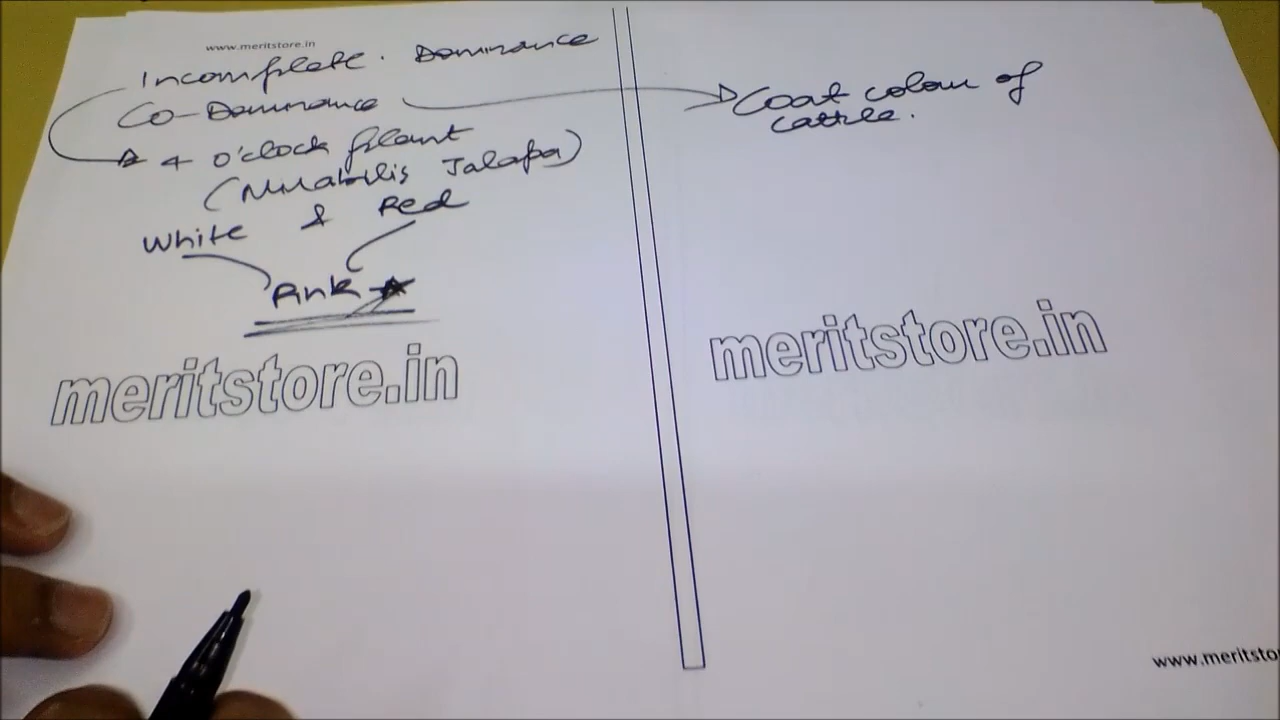 www.meritstore.in
Incomplete. Dominance
Co-Dominance
4 o'clock plant
(Mirabilis Jalapa)
White & Red
Pink
meritstore.in
Coat colour of
cattle.
meritstore.in
www.meritsto